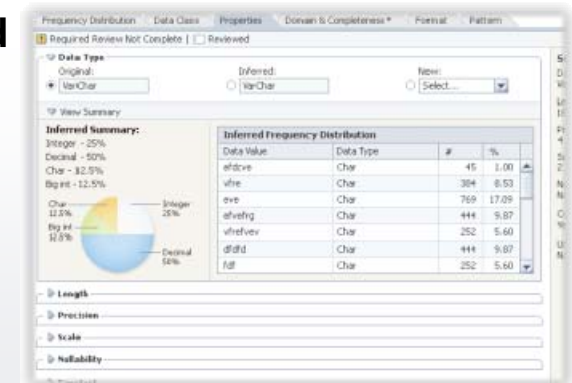 Frequency Distribution Data Class Properties Domain & Completeness * Format Pattern
Required Review Not Complete | Reviewed
Data Type
Original: Inferred: New:
VarChar VarChar Select...
View Summary
Inferred Summary:
Integer - 25%
Decimal - 50%
Char - 12.5%
Big int - 12.5%
Char
12.5%
Integer
25%
Big int
12.5%
Decimal
50%
Inferred Frequency Distribution
Data Value Data Type # %
efdcve Char 45 1.00
vfre Char 384 8.53
eve Char 769 17.09
efvefrg Char 444 9.87
vfrefvev Char 252 5.60
dfdfd Char 444 9.87
fdf Char 252 5.60
Length
Precision
Scale
Nullability